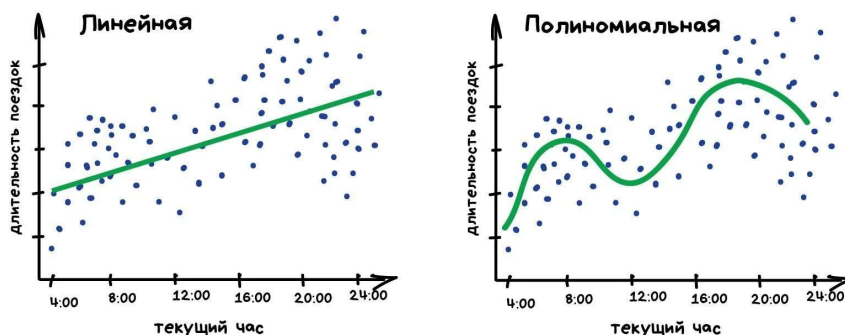 Линейная
длительность поездок
4:00 8:00 12:00 16:00 20:00 24:00
текущий час
Полиномиальная
длительность поездок
4:00 8:00 12:00 16:00 20:00 24:00
текущий час